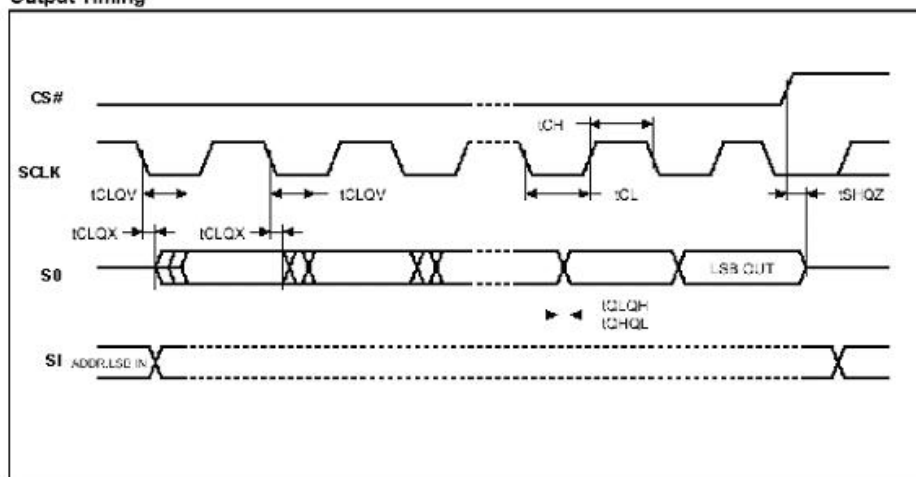 Output Timing
CS#
tCH
SCLK
tCLQV
tCLQV
tCL
tSHQZ
tCLQX
tCLQX
SO
LSB OUT
tQLQH
tQHQL
SI
ADDR.LSB IN